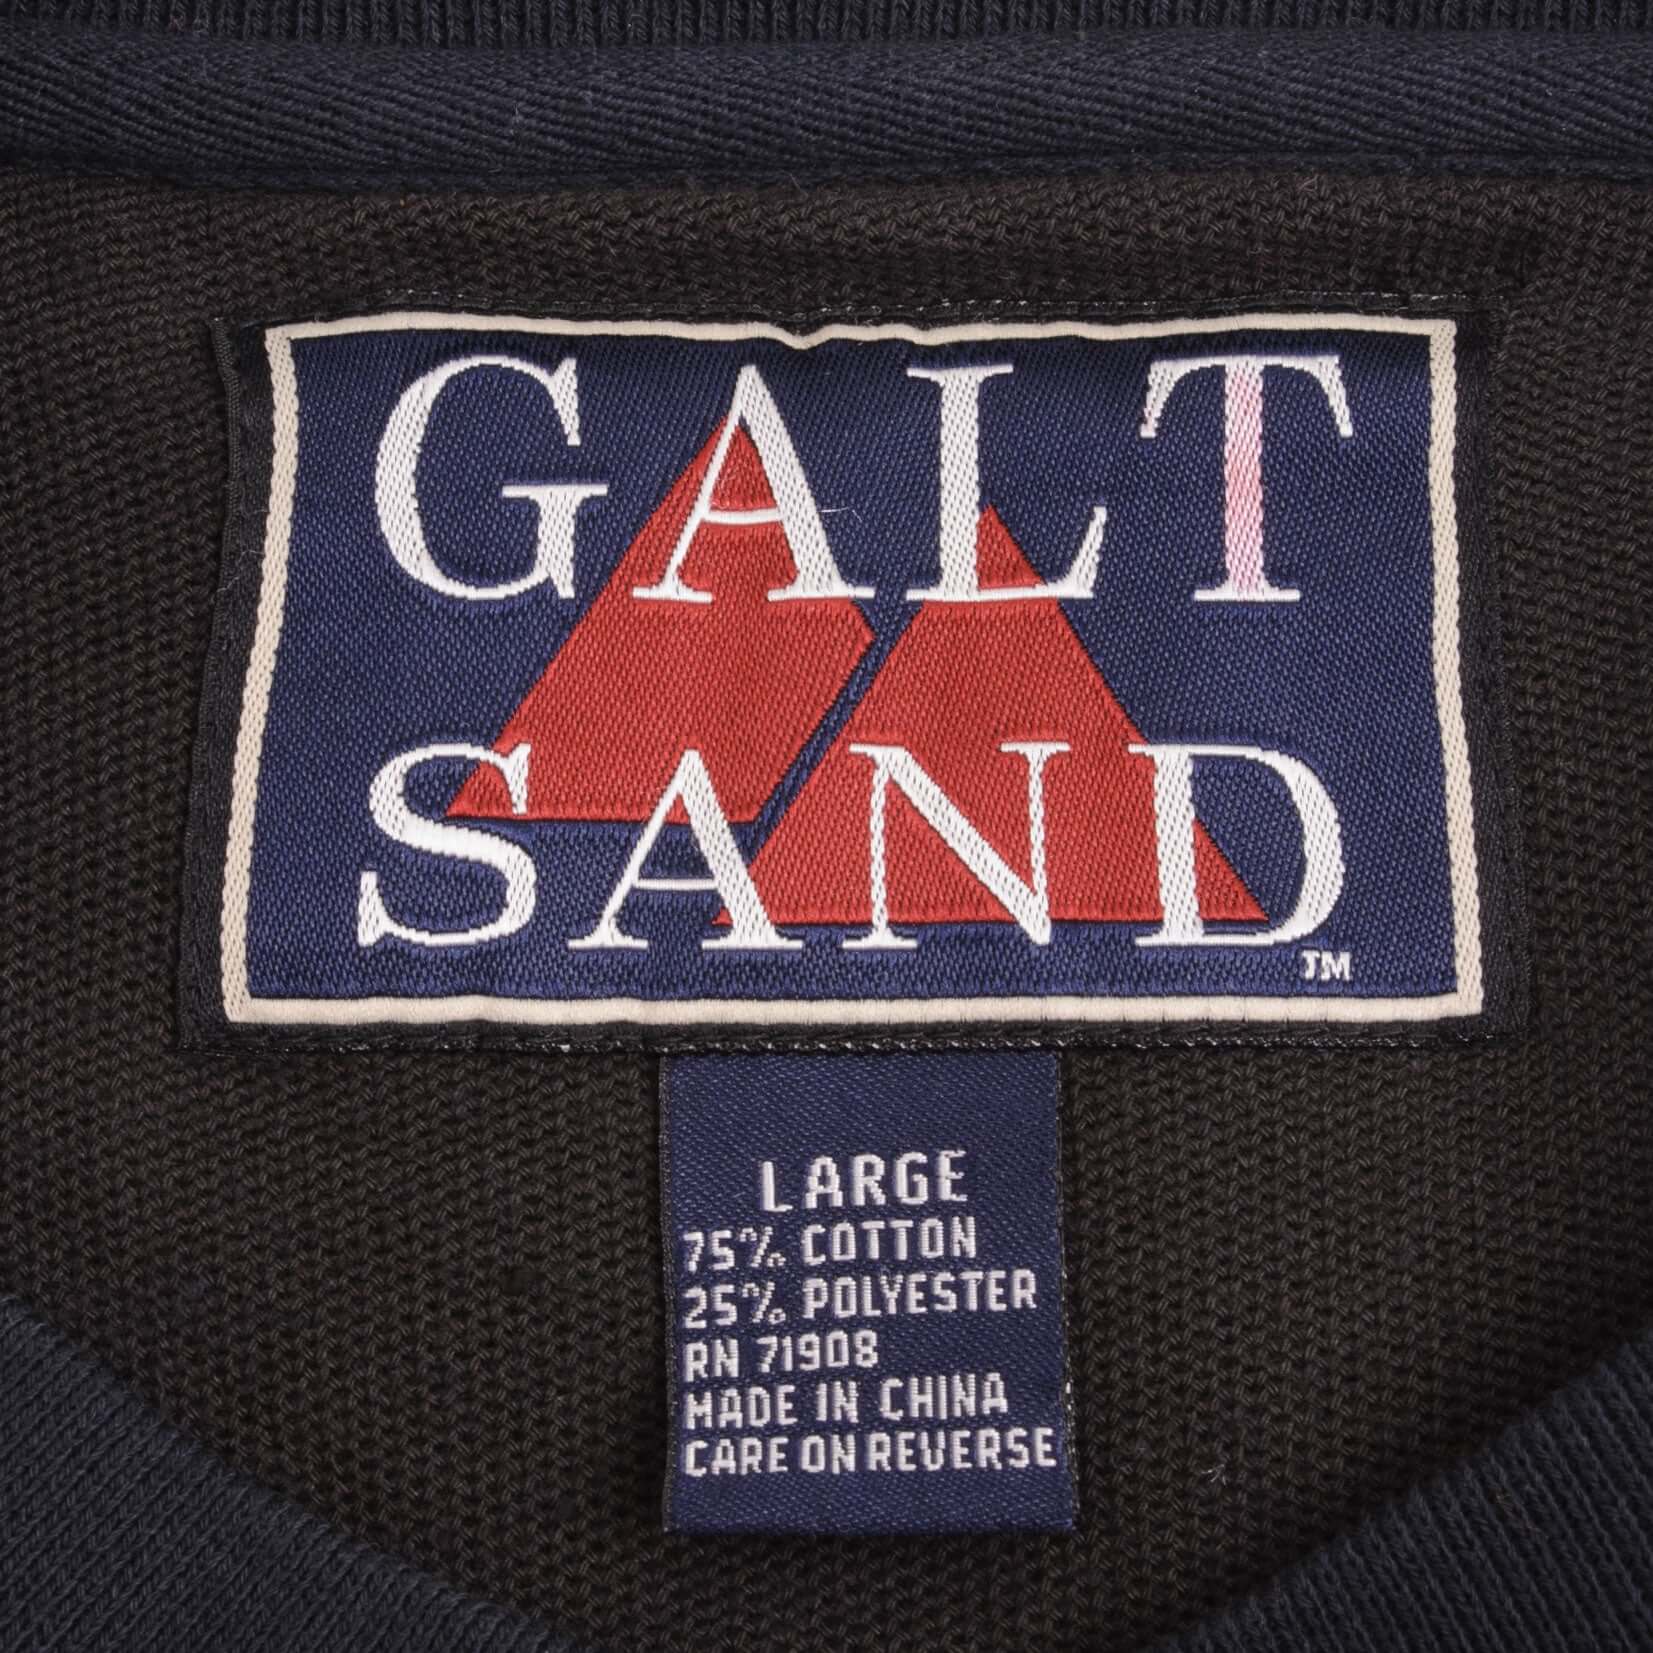 GALT
SAND
TM
LARGE
75% COTTON
25% POLYESTER
RN 71908
MADE IN CHINA
CARE ON REVERSE